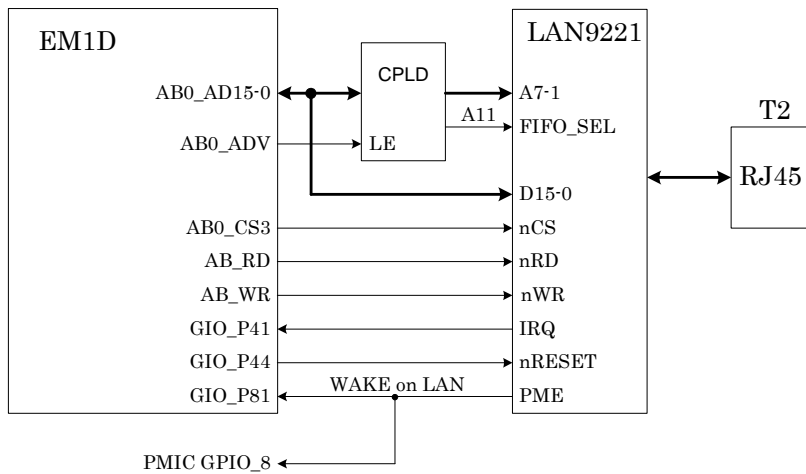 EM1D
LAN9221
CPLD
AB0_AD15-0
A7-1
T2
A11
FIFO_SEL
AB0_ADV
LE
RJ45
D15-0
AB0_CS3
nCS
AB_RD
nRD
AB_WR
nWR
GIO_P41
IRQ
GIO_P44
nRESET
GIO_P81
WAKE on LAN
PME
PMIC GPIO_8